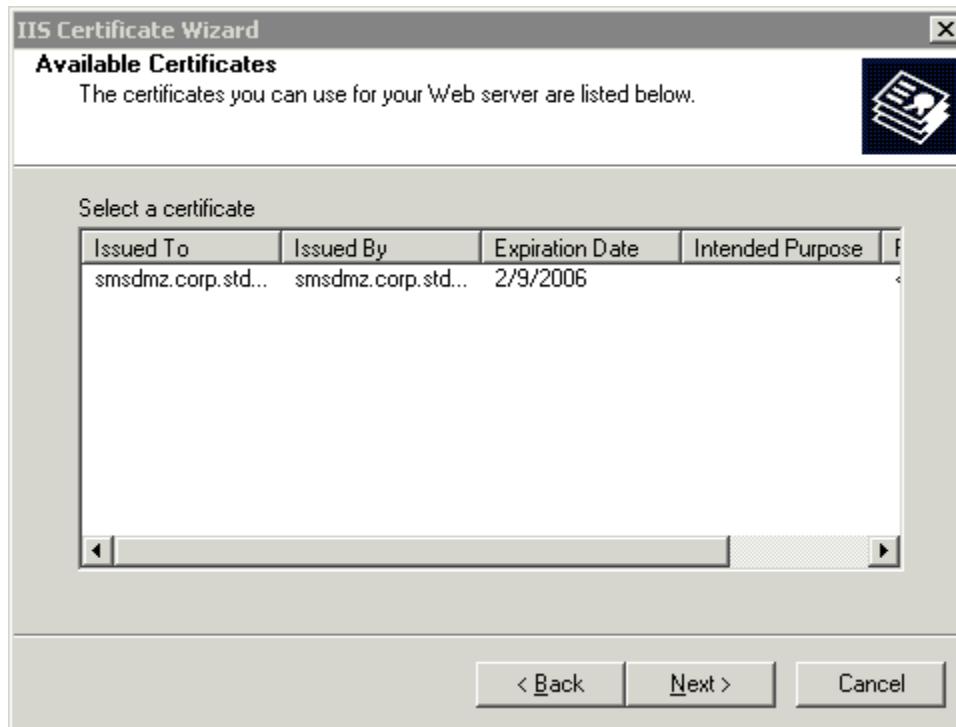 IIS Certificate Wizard
Available Certificates
The certificates you can use for your Web server are listed below.
Select a certificate
Issued To Issued By Expiration Date Intended Purpose
smsdmz.corp.std... smsdmz.corp.std... 2/9/2006
< Back Next > Cancel